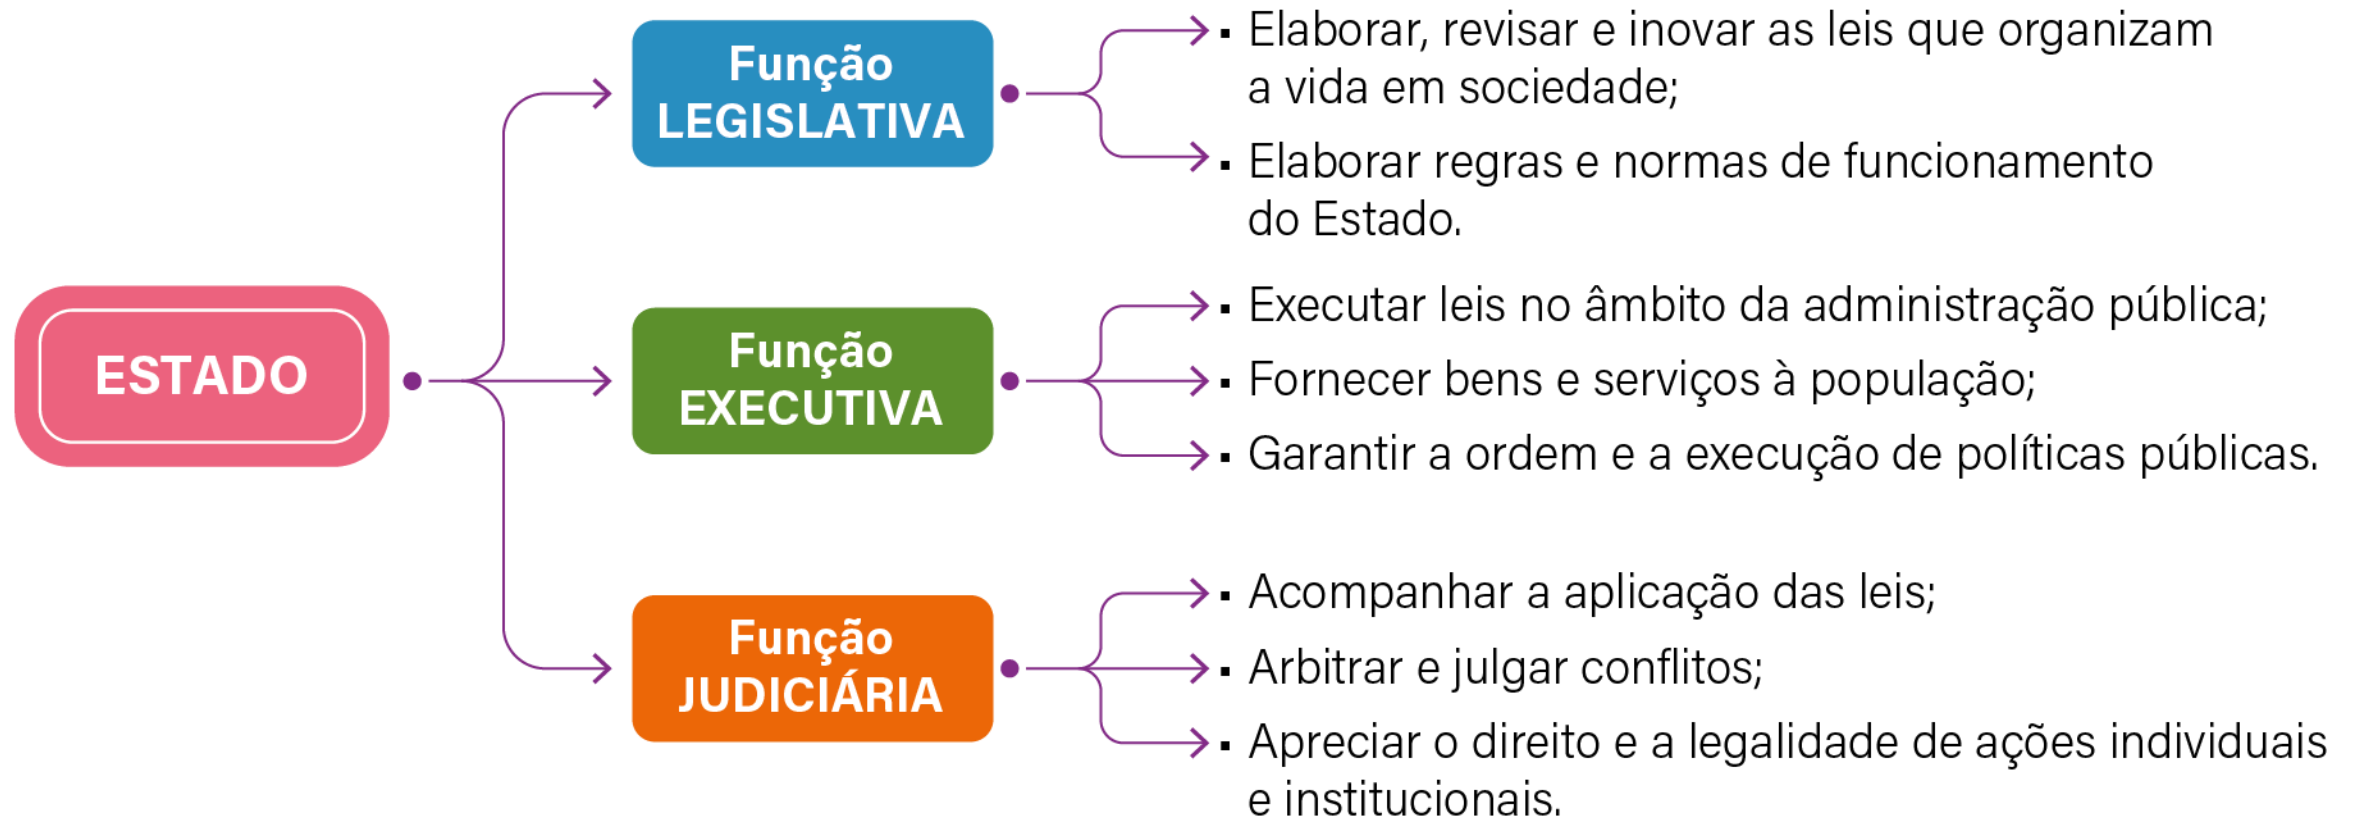 ESTADO
Função
LEGISLATIVA
▪ Elaborar, revisar e inovar as leis que organizam
a vida em sociedade;
▪ Elaborar regras e normas de funcionamento
do Estado.
Função
EXECUTIVA
▪ Executar leis no âmbito da administração pública;
▪ Fornecer bens e serviços à população;
▪ Garantir a ordem e a execução de políticas públicas.
Função
JUDICIÁRIA
▪ Acompanhar a aplicação das leis;
▪ Arbitrar e julgar conflitos;
▪ Apreciar o direito e a legalidade de ações individuais
e institucionais.